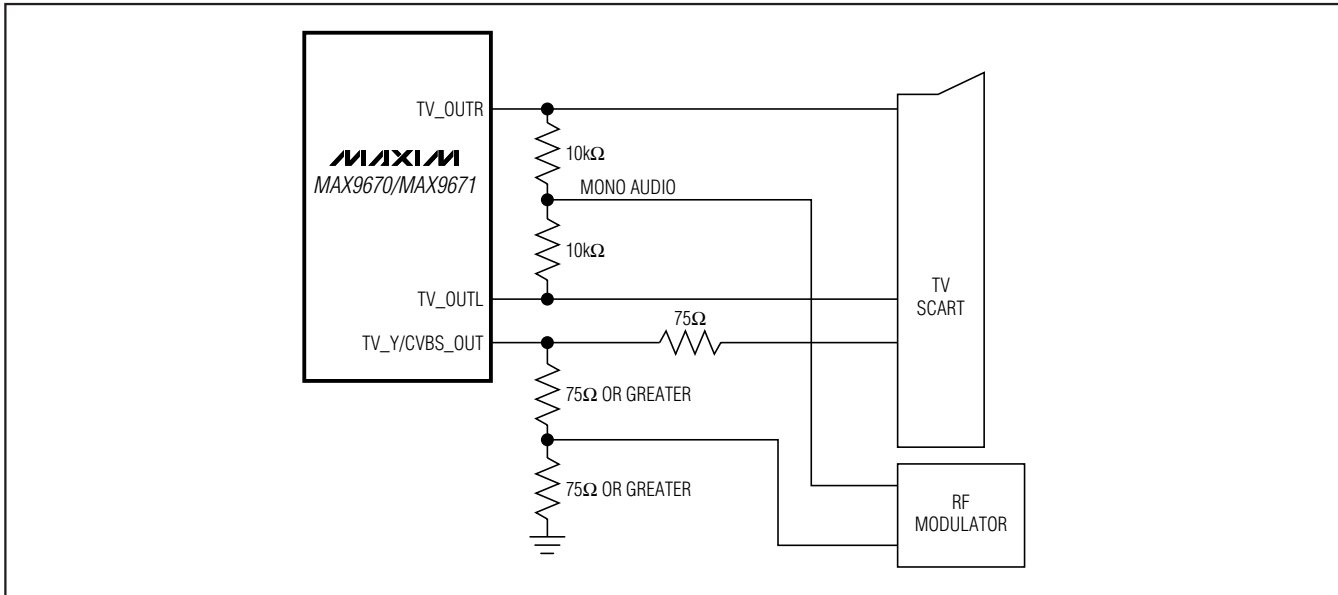 TV_OUTR
MAXIM
MAX9670/MAX9671
10kΩ
MONO AUDIO
10kΩ
TV_OUTL
TV_Y/CVBS_OUT
75Ω
75Ω OR GREATER
75Ω OR GREATER
TV
SCART
RF
MODULATOR